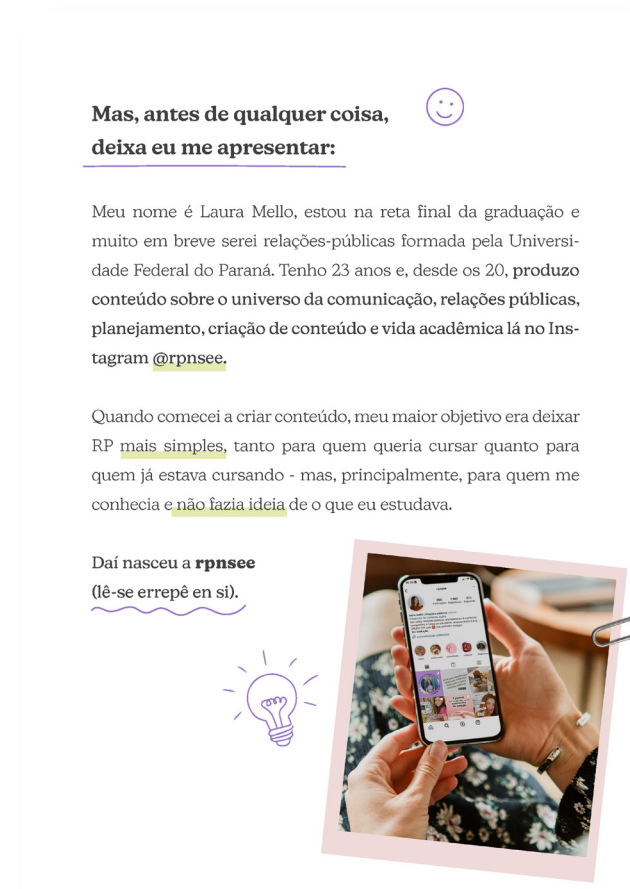 Mas, antes de qualquer coisa,
deixa eu me apresentar:
Meu nome é Laura Mello, estou na reta final da graduação e
muito em breve serei relações-públicas formada pela Universi-
dade Federal do Paraná. Tenho 23 anos e, desde os 20, produzo
conteúdo sobre o universo da comunicação, relações públicas,
planejamento, criação de conteúdo e vida acadêmica lá no Ins-
tagram @rpnsee.
Quando comecei a criar conteúdo, meu maior objetivo era deixar
RP mais simples, tanto para quem queria cursar quanto para
quem já estava cursando - mas, principalmente, para quem me
conhecia e não fazia ideia de o que eu estudava.
Daí nasceu a rpnsee
(lê-se errepê en si).